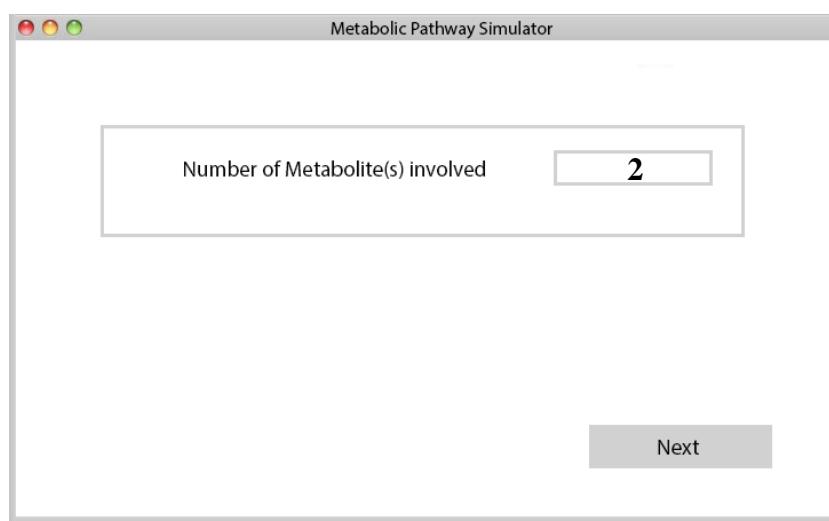 Metabolic Pathway Simulator
Number of Metabolite(s) involved 2
Next